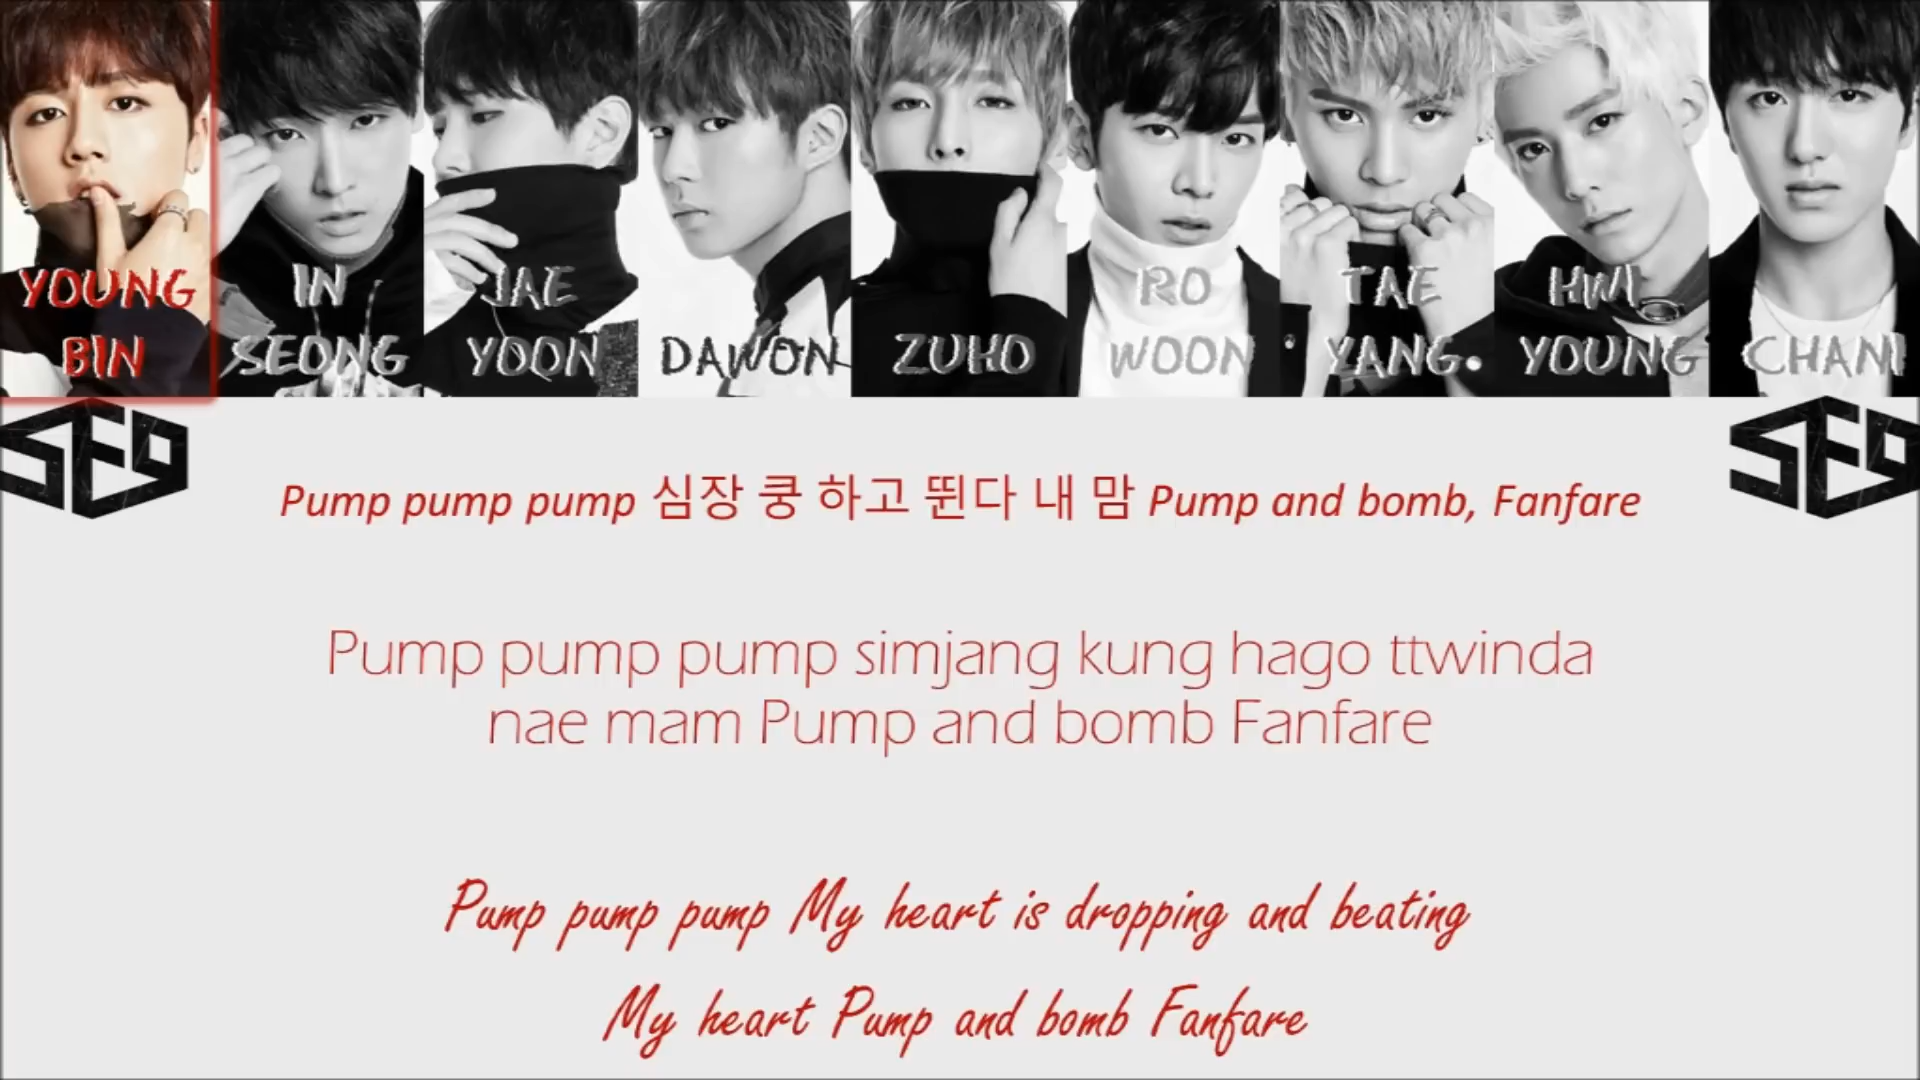 YOUNG
BIN
IN
SEONG
JAE
YOON
DAWON
ZUHO
RO
WOON
TAE
YANG.
HWI
YOUNG
CHANI
SF9
SF9
Pump pump pump 심장 쿵 하고 뛴다 내 맘 Pump and bomb, Fanfare
Pump pump pump simjang kung hago ttwinda
nae mam Pump and bomb Fanfare
Pump pump pump My heart is dropping and beating
My heart Pump and bomb Fanfare